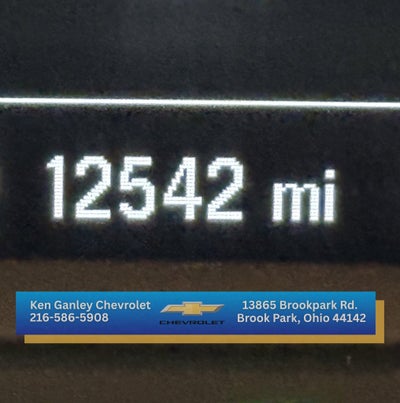 12542 mi
Ken Ganley Chevrolet
216-586-5908
CHEVROLET
13865 Brookpark Rd.
Brook Park, Ohio 44142